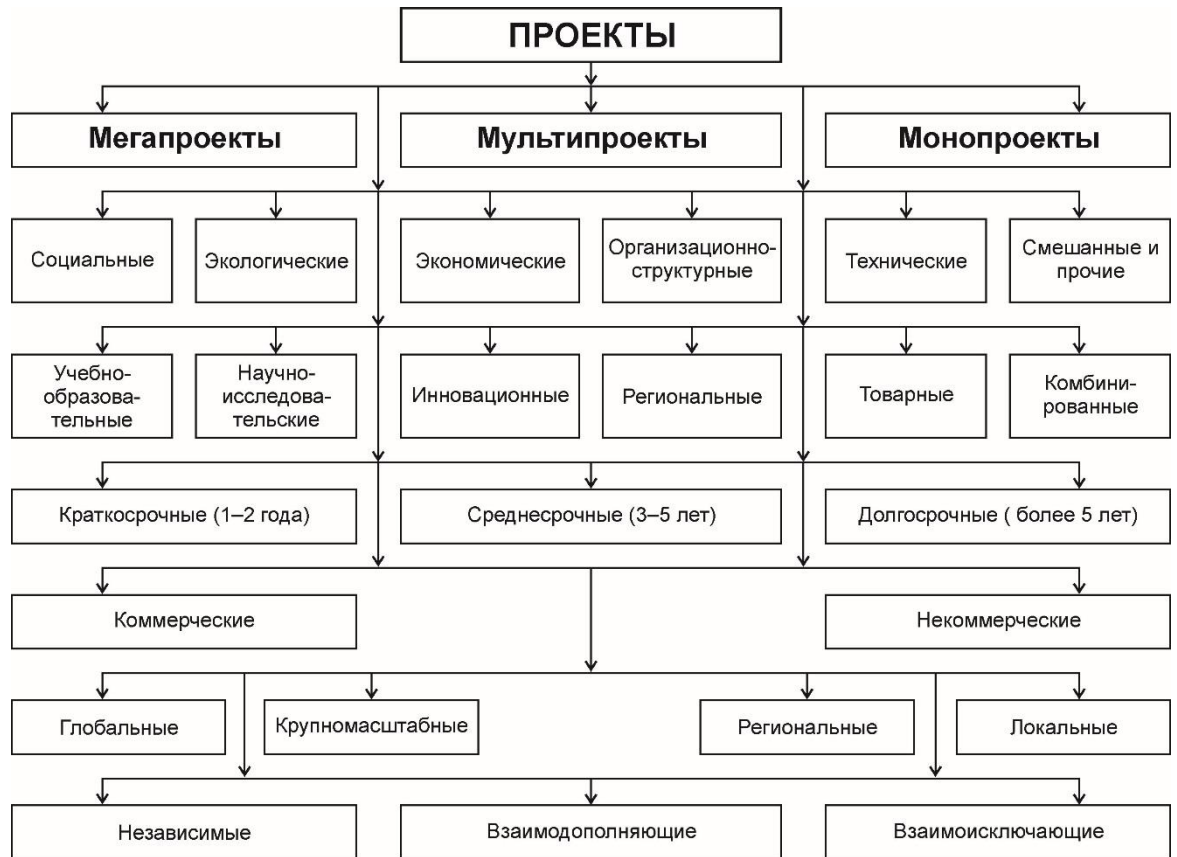 ПРОЕКТЫ
Мегапроекты
Мультипроекты
Монопроекты
Социальные
Экологические
Экономические
Организационно-
структурные
Технические
Смешанные и
прочие
Учебно-
образова-
тельные
Научно-
исследова-
тельские
Инновационные
Региональные
Товарные
Комбини-
рованные
Краткосрочные (1–2 года)
Среднесрочные (3–5 лет)
Долгосрочные ( более 5 лет)
Коммерческие
Некоммерческие
Глобальные
Крупномасштабные
Региональные
Локальные
Независимые
Взаимодополняющие
Взаимоисключающие